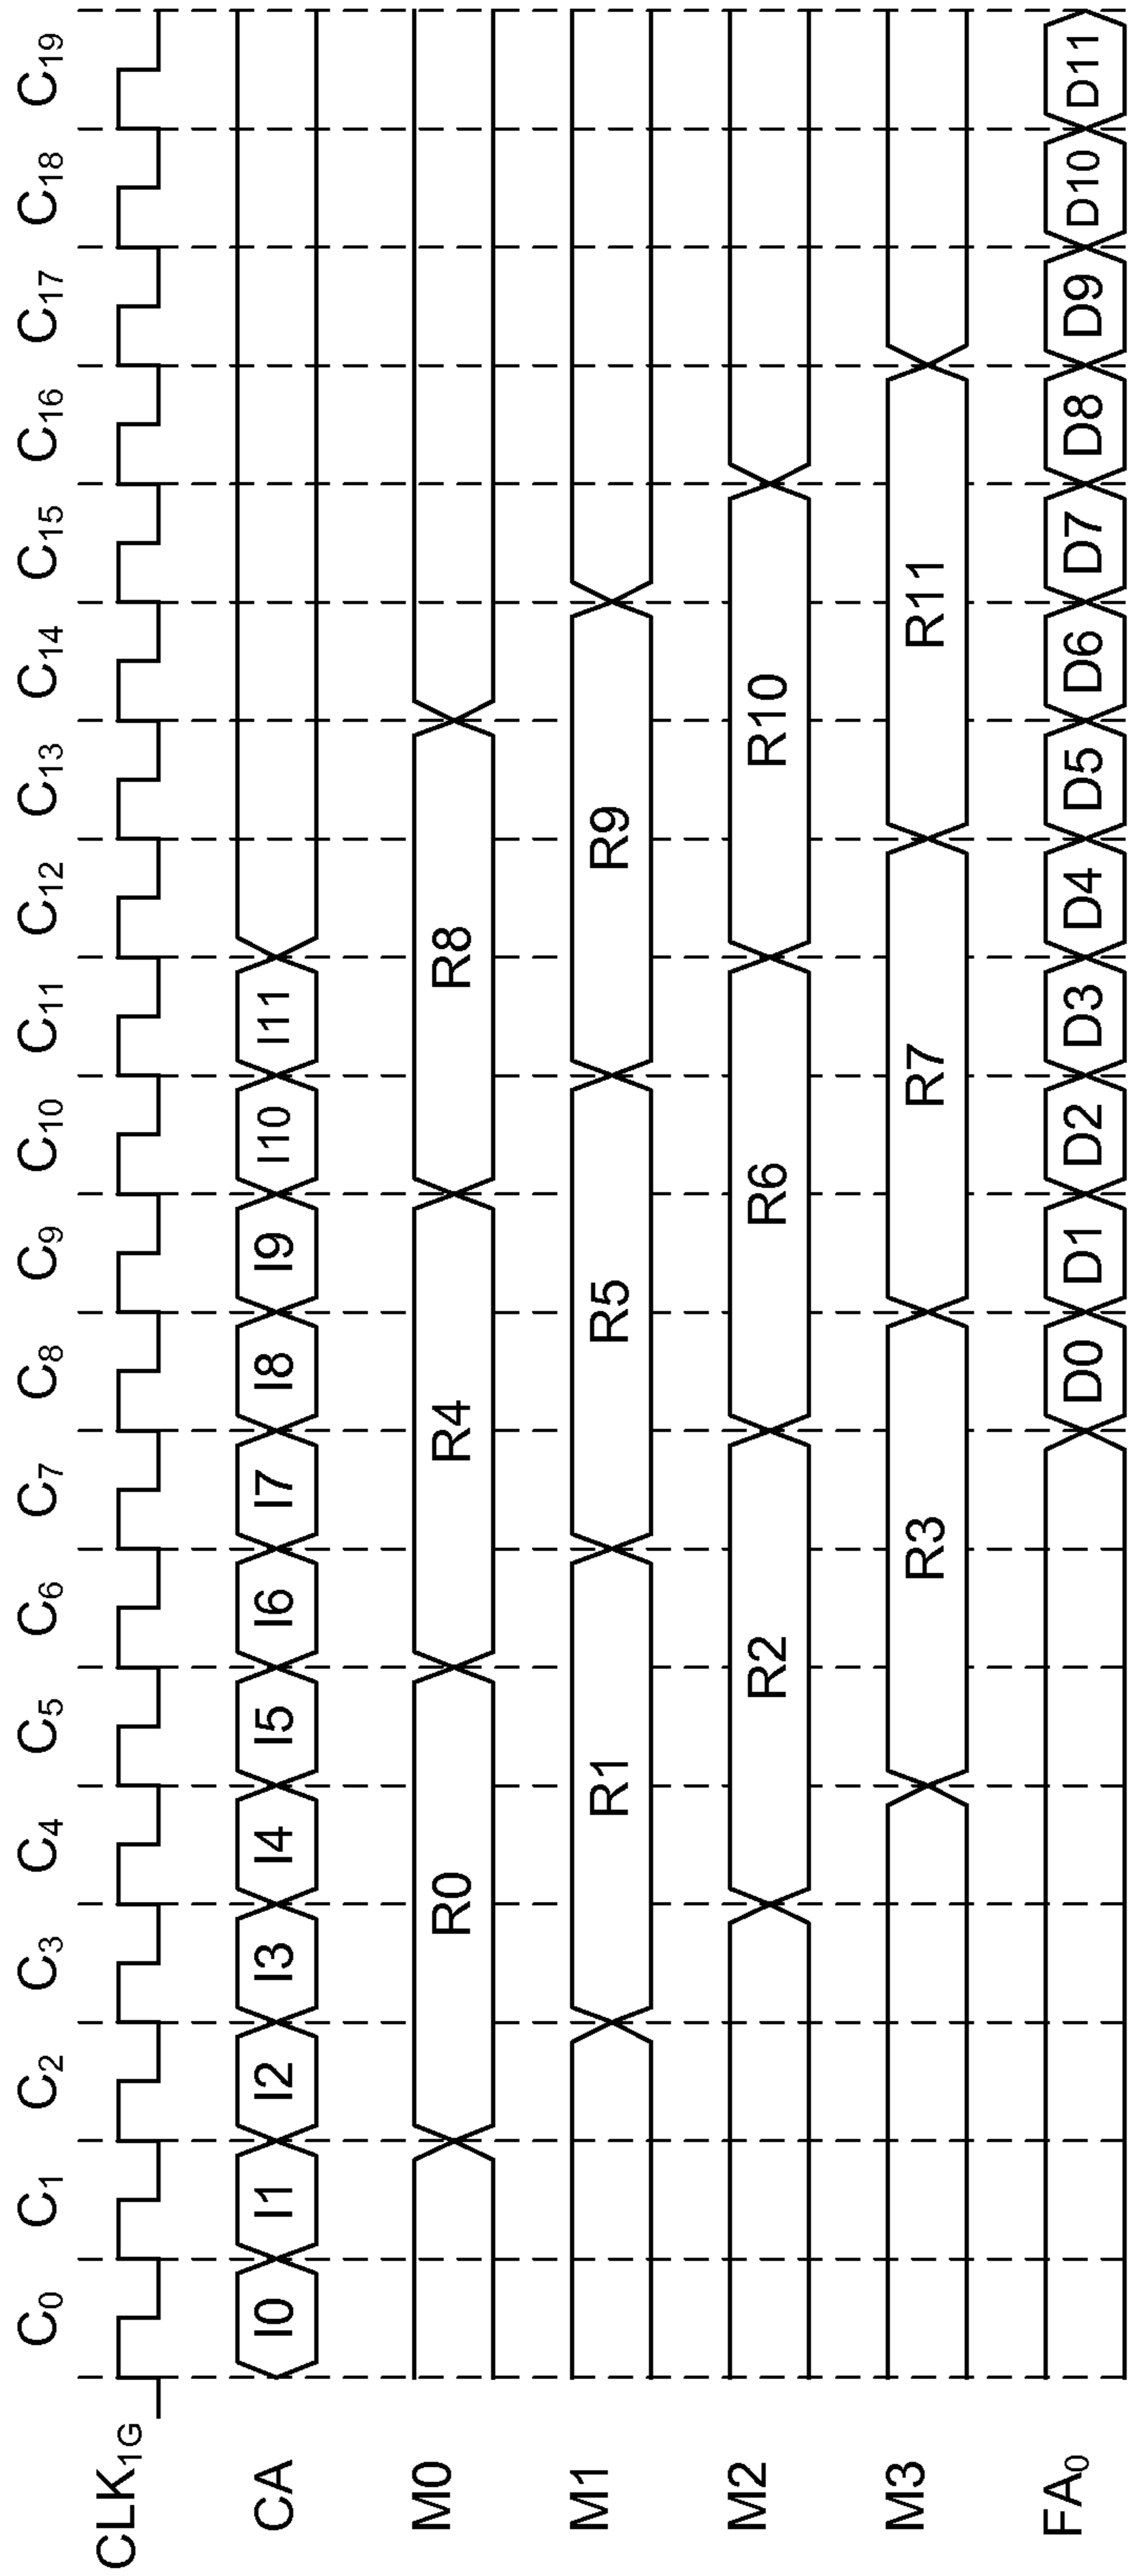 C0 C1 C2 C3 C4 C5 C6 C7 C8 C9 C10 C11 C12 C13 C14 C15 C16 C17 C18 C19
CLK1G
CA I0 I1 I2 I3 I4 I5 I6 I7 I8 I9 I10 I11
M0 R0 R4 R8
M1 R1 R5 R9
M2 R2 R6 R10
M3 R3 R7 R11
FA0 D0 D1 D2 D3 D4 D5 D6 D7 D8 D9 D10 D11